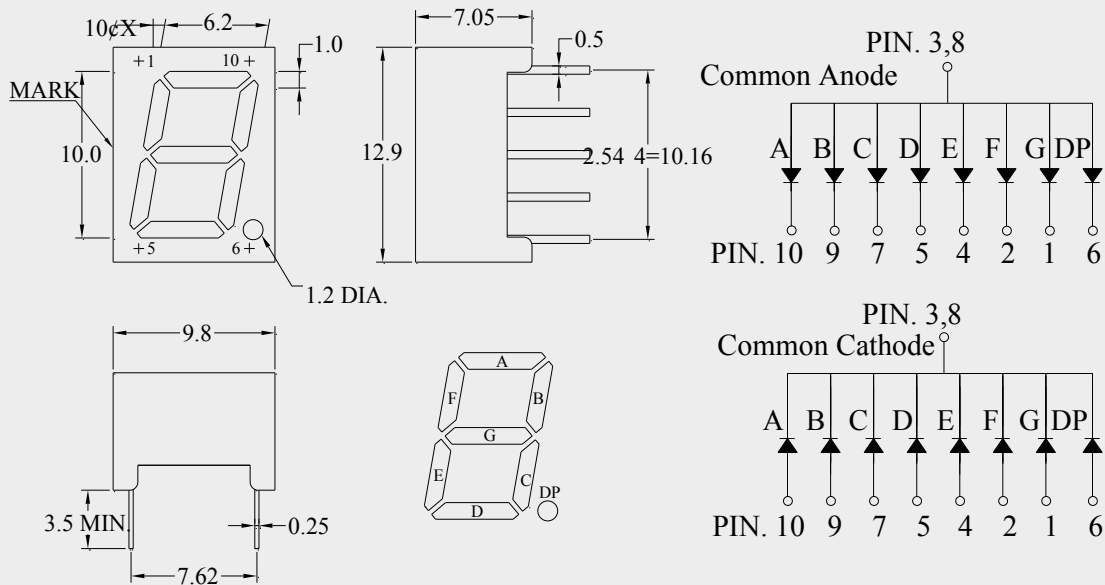 10¢X
6.2
1.0
+1
10+
MARK
10.0
+5
6+
1.2 DIA.
7.05
0.5
12.9
2.54 4=10.16
PIN. 3,8
Common Anode
A B C D E F G DP
PIN. 10 9 7 5 4 2 1 6
9.8
3.5 MIN.
0.25
7.62
A
F
B
G
E
C
D
DP
PIN. 3,8
Common Cathode
A B C D E F G DP
PIN. 10 9 7 5 4 2 1 6